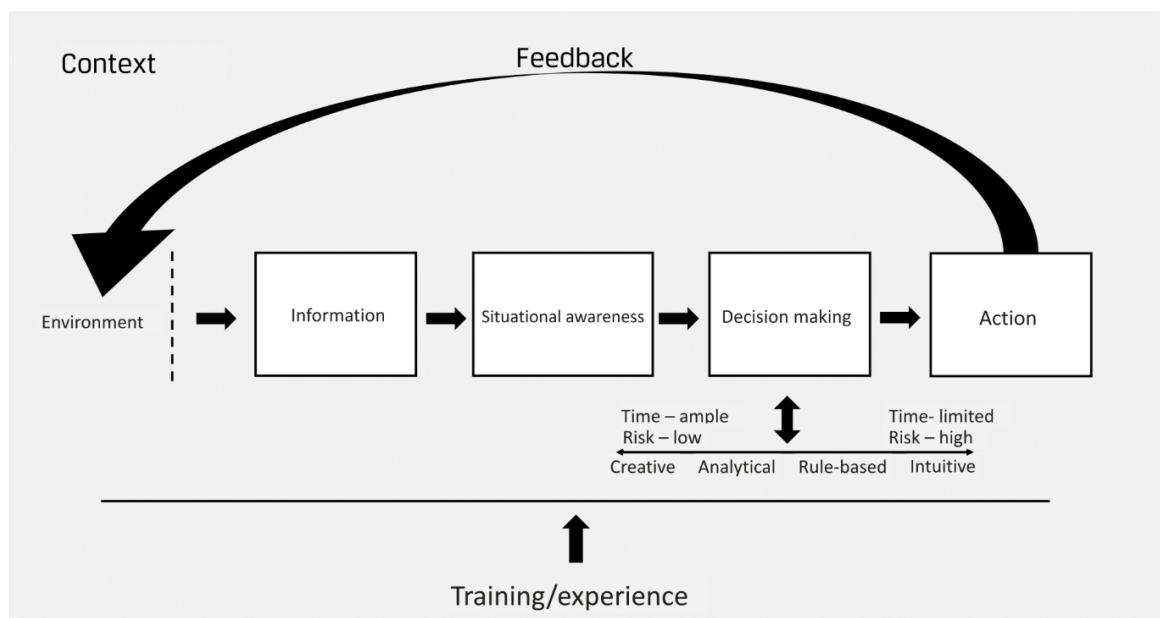 Context
Feedback
Environment
Information
Situational awareness
Decision making
Action
Time – ample
Risk – low
Time- limited
Risk – high
Creative Analytical Rule-based Intuitive
Training/experience